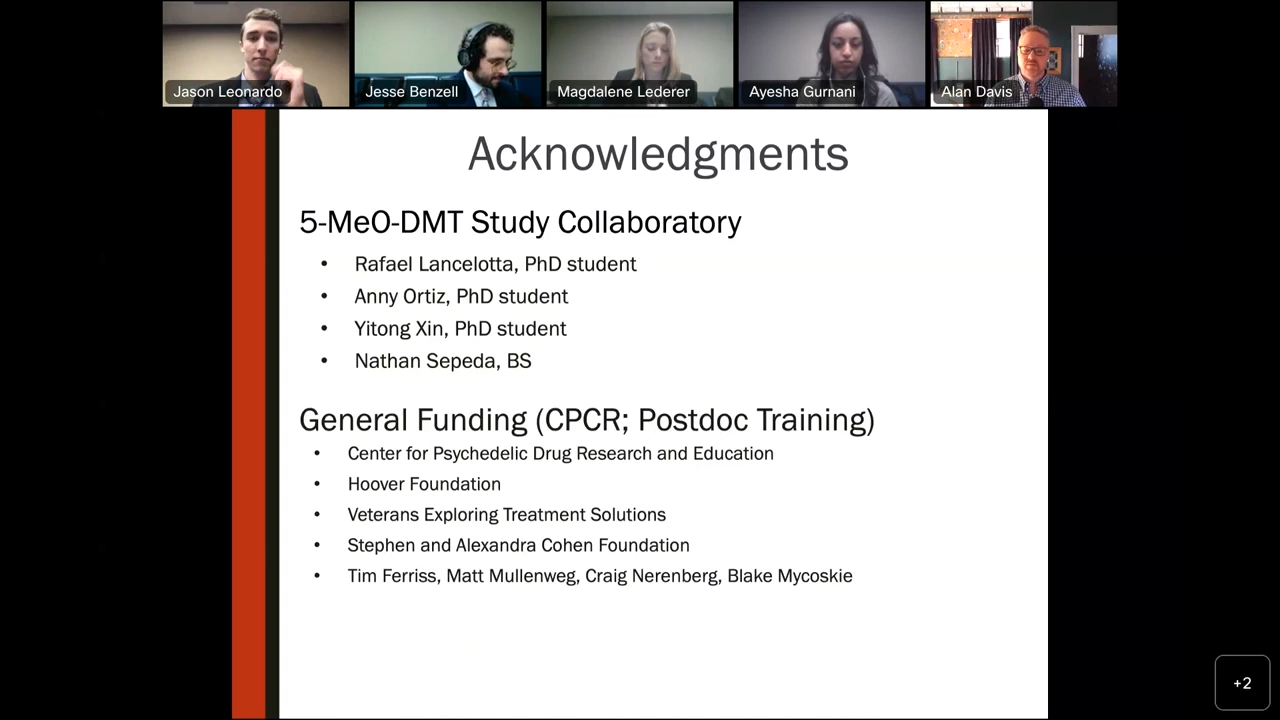 Jason Leonardo
Jesse Benzell
Magdalene Lederer
Ayesha Gurnani
Alan Davis
Acknowledgments
5-MeO-DMT Study Collaboratory
• Rafael Lancelotta, PhD student
• Anny Ortiz, PhD student
• Yitong Xin, PhD student
• Nathan Sepeda, BS
General Funding (CPCR; Postdoc Training)
• Center for Psychedelic Drug Research and Education
• Hoover Foundation
• Veterans Exploring Treatment Solutions
• Stephen and Alexandra Cohen Foundation
• Tim Ferriss, Matt Mullenweg, Craig Nerenberg, Blake Mycoskie
+2